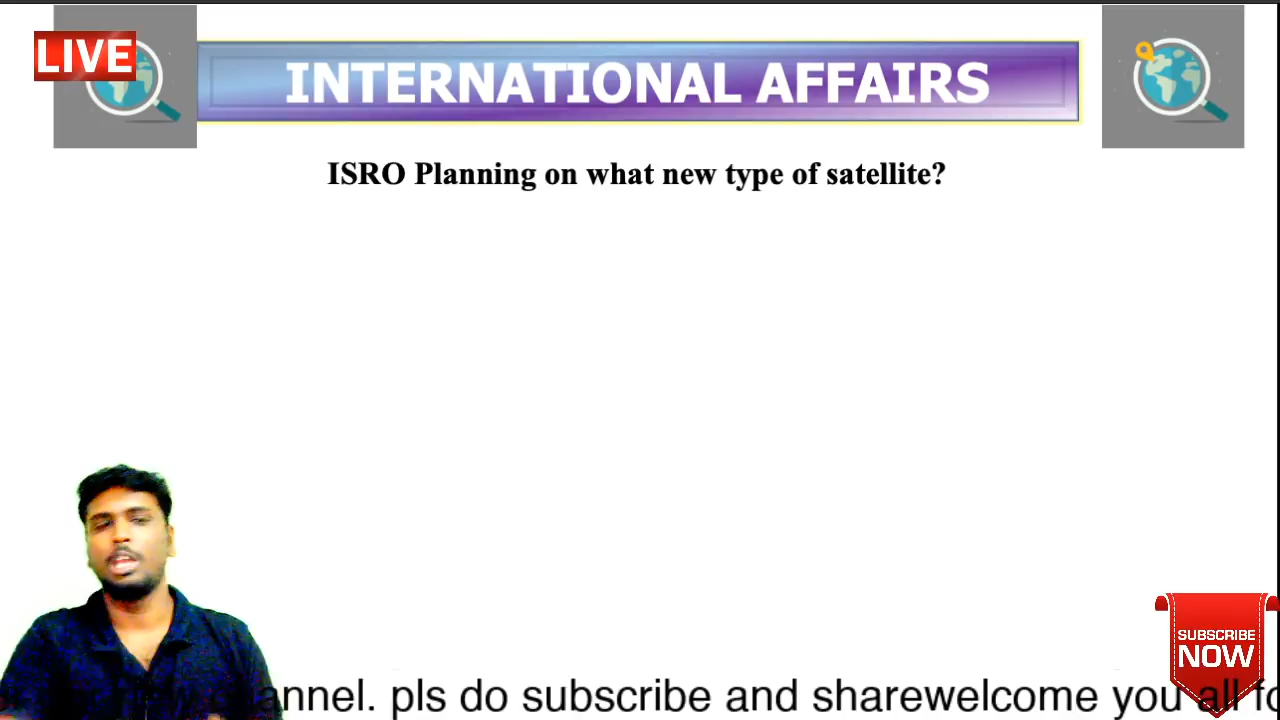 LIVE
INTERNATIONAL AFFAIRS
ISRO Planning on what new type of satellite?
SUBSCRIBE
NOW
annel. pls do subscribe and sharewelcome you all fo